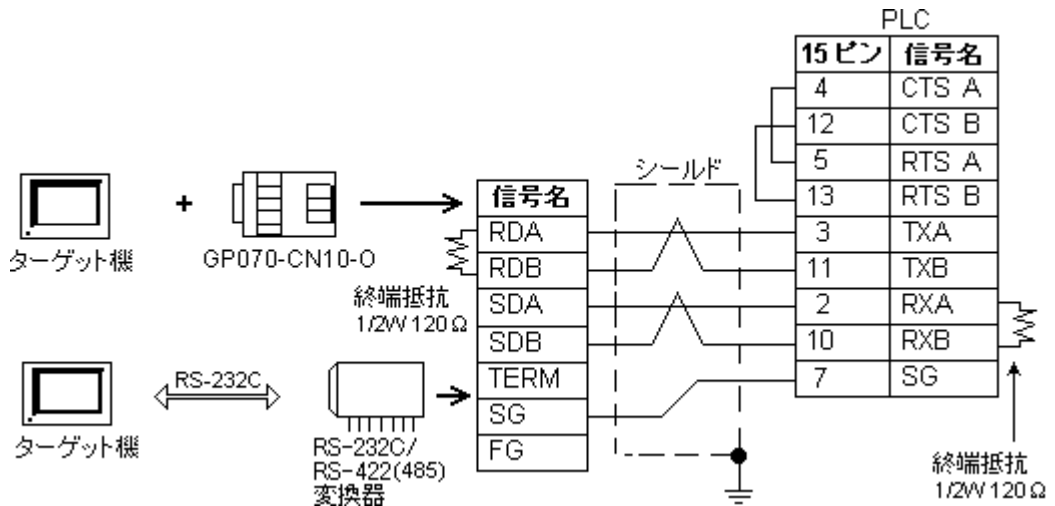 PLC
15ピン 信号名
4 CTS A
12 CTS B
5 RTS A
13 RTS B
3 TXA
11 TXB
2 RXA
10 RXB
7 SG
終端抵抗
1/2W 120Ω
シールド
信号名
RDA
RDB
SDA
SDB
TERM
SG
FG
終端抵抗
1/2W 120Ω
ターゲット機
+
GP070-CN10-O
ターゲット機
RS-232C
RS-232C/
RS-422(485)
変換器